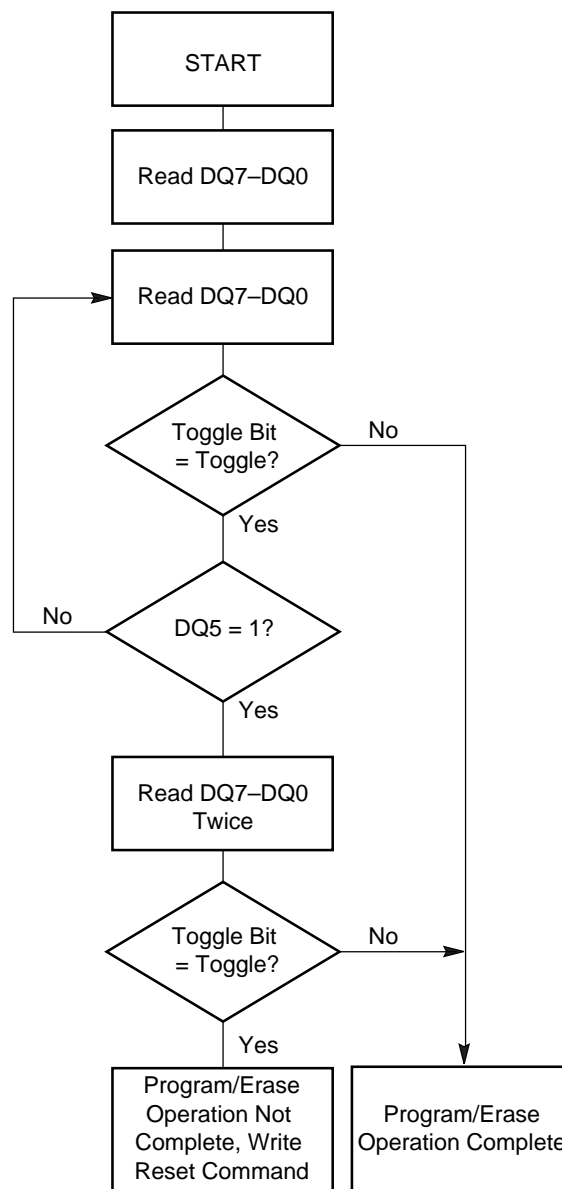 START
Read DQ7–DQ0
Read DQ7–DQ0
Toggle Bit
= Toggle?
No
Yes
No
DQ5 = 1?
Yes
Read DQ7–DQ0
Twice
Toggle Bit
= Toggle?
No
Yes
Program/Erase
Operation Not
Complete, Write
Reset Command
Program/Erase
Operation Complete